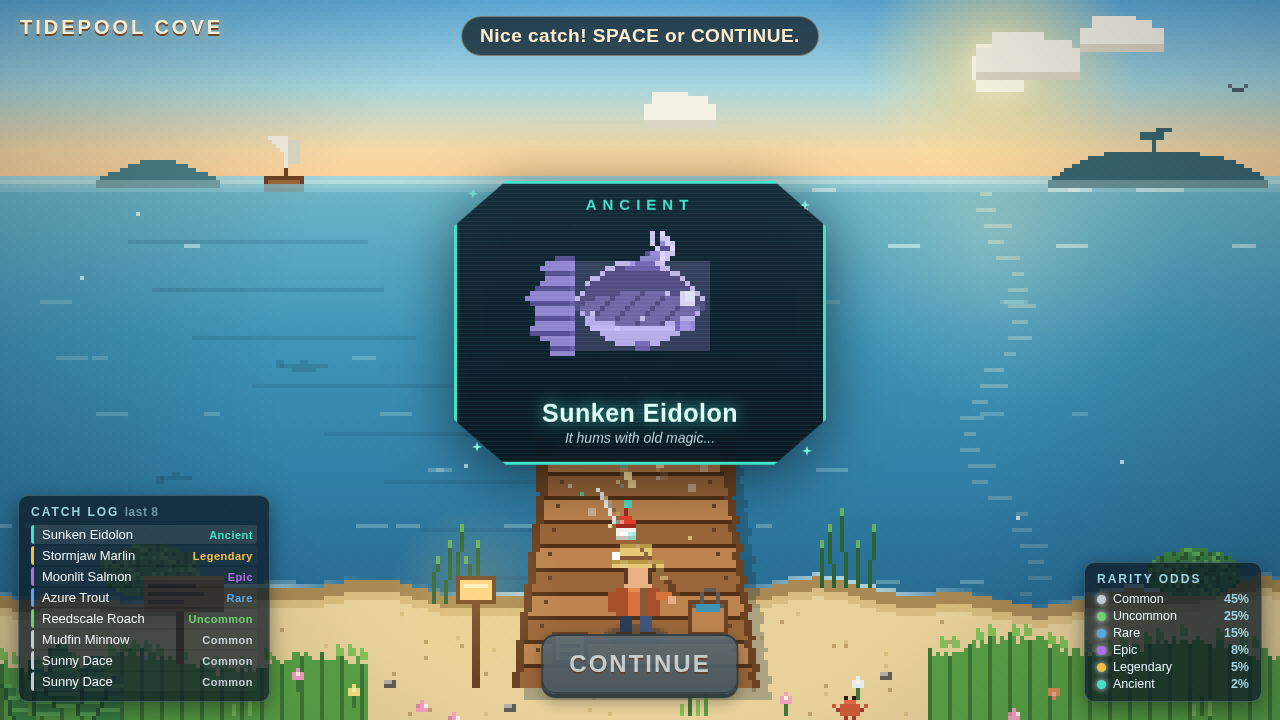 TIDEPOOL COVE
Nice catch! SPACE or CONTINUE.
ANCIENT
Sunken Eidolon
It hums with old magic...
CATCH LOG last 8
Sunken Eidolon Ancient
Stormjaw Marlin Legendary
Moonlit Salmon Epic
Azure Trout Rare
Reedscale Roach Uncommon
Mudfin Minnow Common
Sunny Dace Common
Sunny Dace Common
CONTINUE
RARITY ODDS
Common 45%
Uncommon 25%
Rare 15%
Epic 8%
Legendary 5%
Ancient 2%